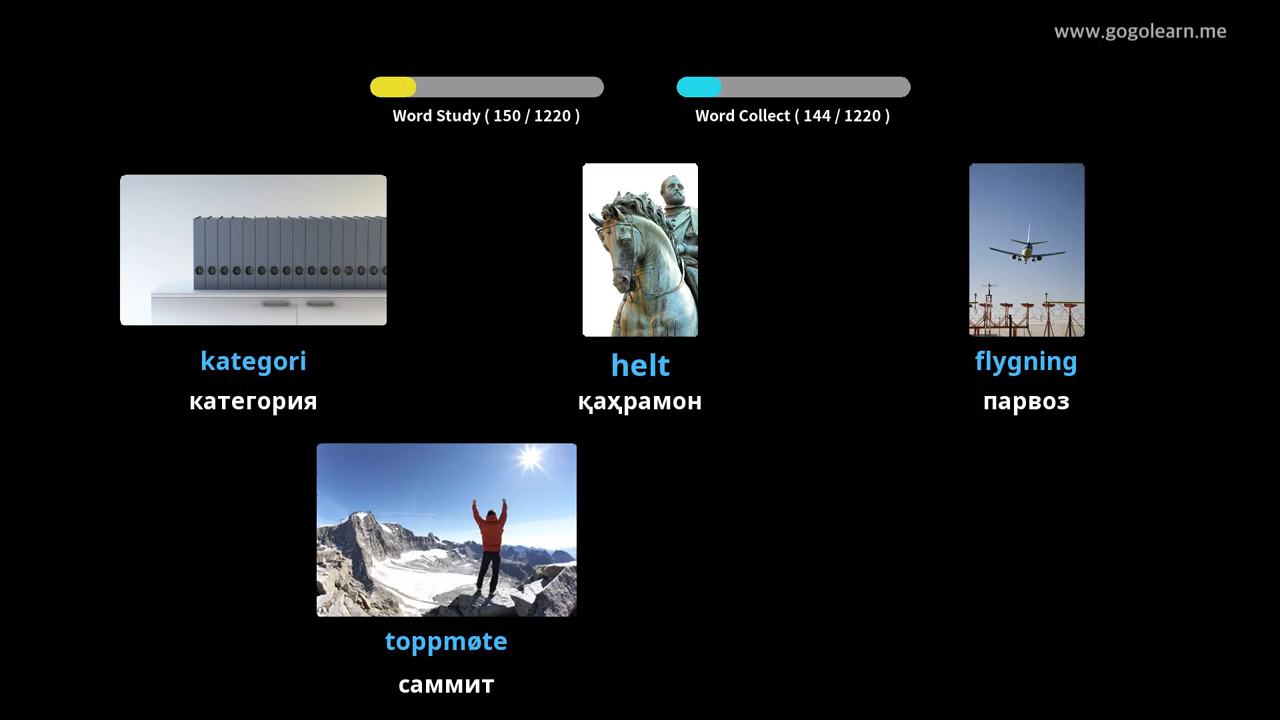 www.gogolearn.me
Word Study ( 150 / 1220 )
Word Collect ( 144 / 1220 )
kategori
категория
helt
қаҳрамон
flygning
парвоз
toppmøte
саммит